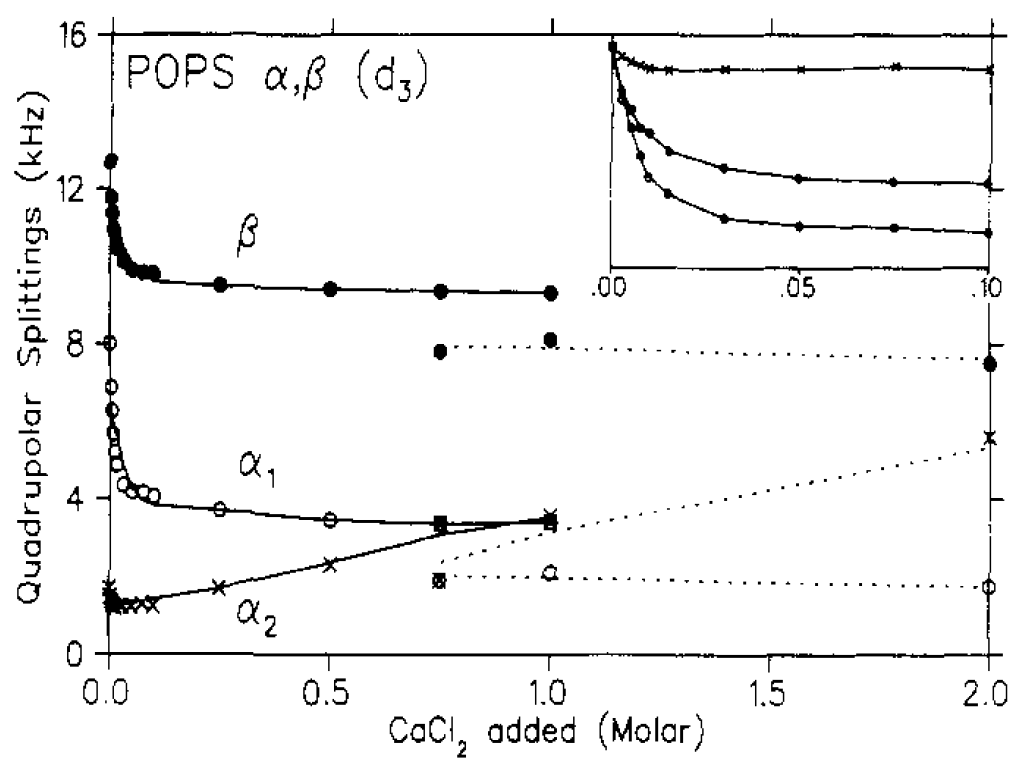 16
POPS α,β (d₃)
12
β
.00
.05
.10
8
α₁
4
α₂
0
0.0
0.5
1.0
1.5
2.0
CaCl₂ added (Molar)
Quadrupolar Splittings (kHz)